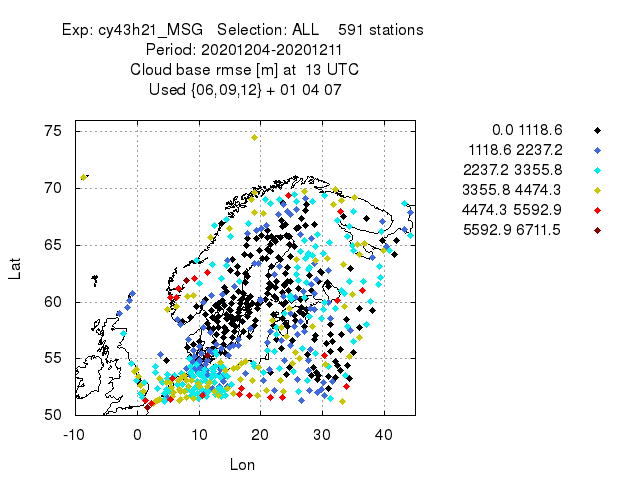 Exp: cy43h21_MSG   Selection: ALL    591 stations
Period: 20201204-20201211
Cloud base rmse [m] at  13 UTC
Used {06,09,12} + 01 04 07
0.0 1118.6
1118.6 2237.2
2237.2 3355.8
3355.8 4474.3
4474.3 5592.9
5592.9 6711.5
75
70
65
60
55
50
Lat
-10 0 10 20 30 40
Lon